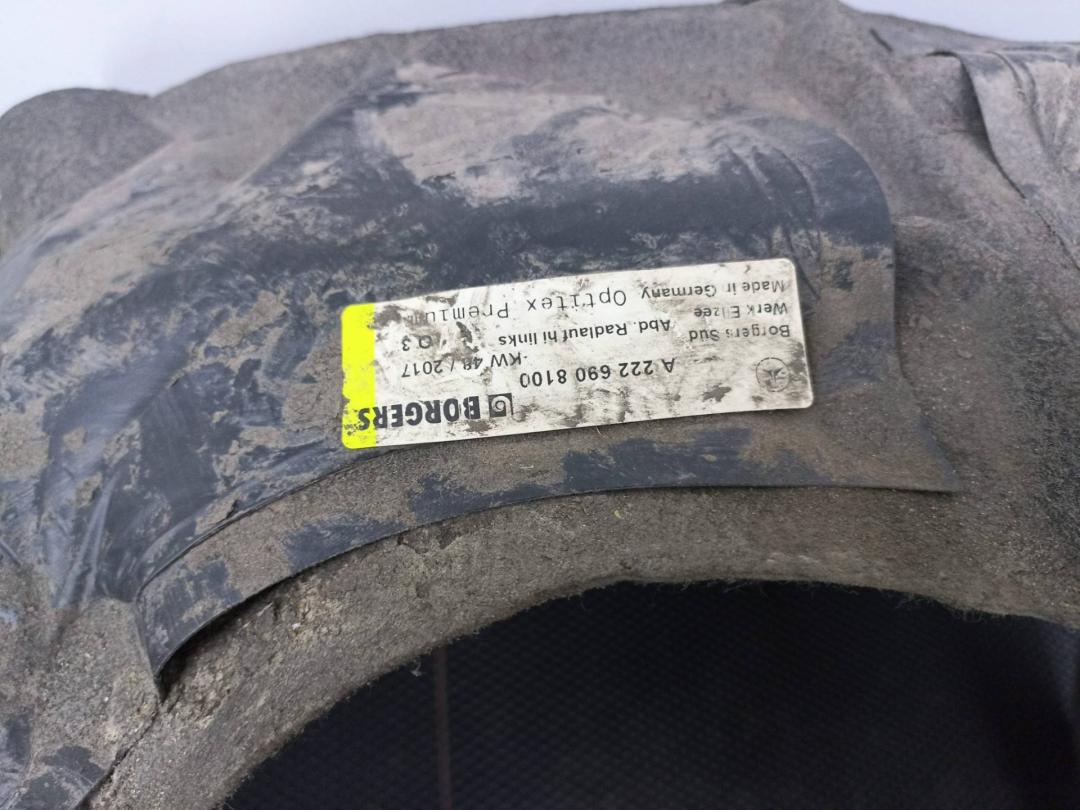 BORGERS
A 222 690 8100
KW 48 / 2017
Abd. Radlauf hi links
Borgers Süd
Werk Ellzee
Made in Germany
Optitex Premium